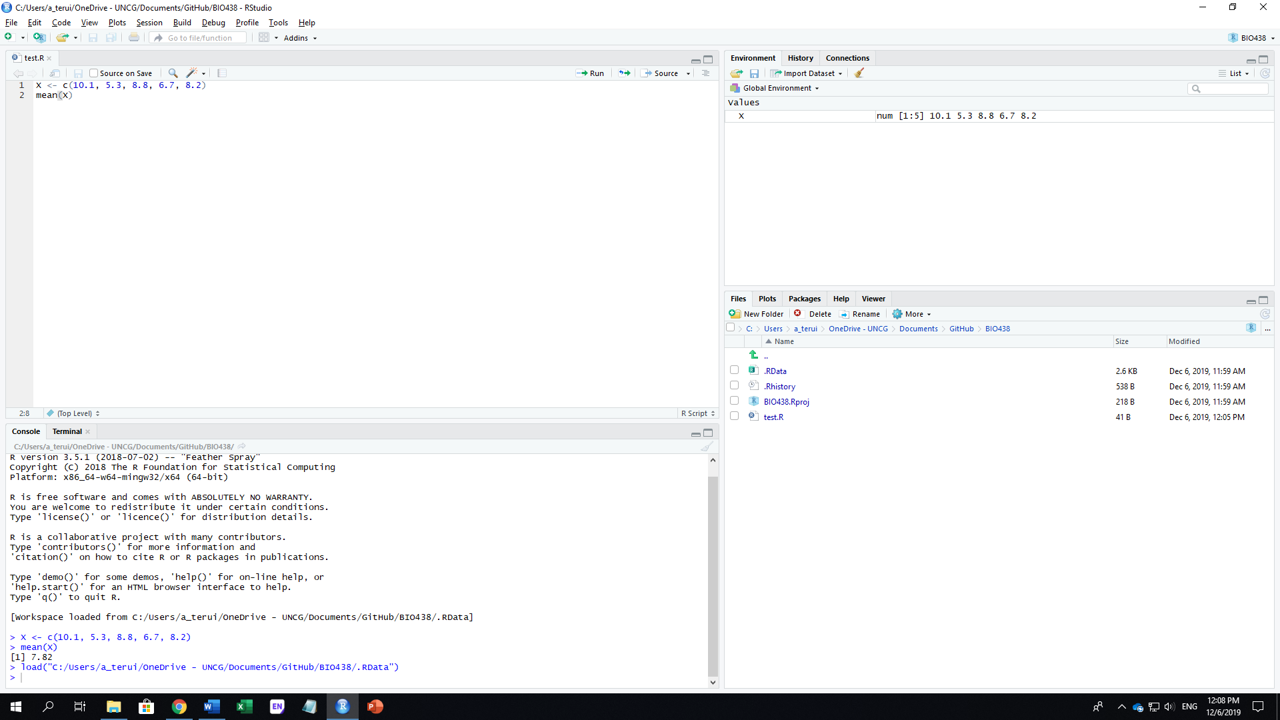 C:/Users/a_terui/OneDrive - UNCG/Documents/GitHub/BIO438 - RStudio
File Edit Code View Plots Session Build Debug Profile Tools Help
Go to file/function Addins BIO438
test.R
Source on Save Run Source
1 X <- c(10.1, 5.3, 8.8, 6.7, 8.2)
2 mean(X)
2:8 (Top Level) R Script
Console Terminal
C:/Users/a_terui/OneDrive - UNCG/Documents/GitHub/BIO438/
R version 3.5.1 (2018-07-02) -- "Feather Spray"
Copyright (C) 2018 The R Foundation for Statistical Computing
Platform: x86_64-w64-mingw32/x64 (64-bit)
R is free software and comes with ABSOLUTELY NO WARRANTY.
You are welcome to redistribute it under certain conditions.
Type 'license()' or 'licence()' for distribution details.
R is a collaborative project with many contributors.
Type 'contributors()' for more information and
'citation()' on how to cite R or R packages in publications.
Type 'demo()' for some demos, 'help()' for on-line help, or
'help.start()' for an HTML browser interface to help.
Type 'q()' to quit R.
[Workspace loaded from C:/Users/a_terui/OneDrive - UNCG/Documents/GitHub/BIO438/.RData]
> X <- c(10.1, 5.3, 8.8, 6.7, 8.2)
> mean(X)
[1] 7.82
> load("C:/Users/a_terui/OneDrive - UNCG/Documents/GitHub/BIO438/.RData")
>
Environment History Connections
Import Dataset List
Global Environment
Values
X num [1:5] 10.1 5.3 8.8 6.7 8.2
Files Plots Packages Help Viewer
New Folder Delete Rename More
C: Users a_terui OneDrive - UNCG Documents GitHub BIO438 ...
Name Size Modified
..
.RData 2.6 KB Dec 6, 2019, 11:59 AM
.Rhistory 538 B Dec 6, 2019, 11:59 AM
BIO438.Rproj 218 B Dec 6, 2019, 11:59 AM
test.R 41 B Dec 6, 2019, 12:05 PM
EN
ENG
12:08 PM
12/6/2019